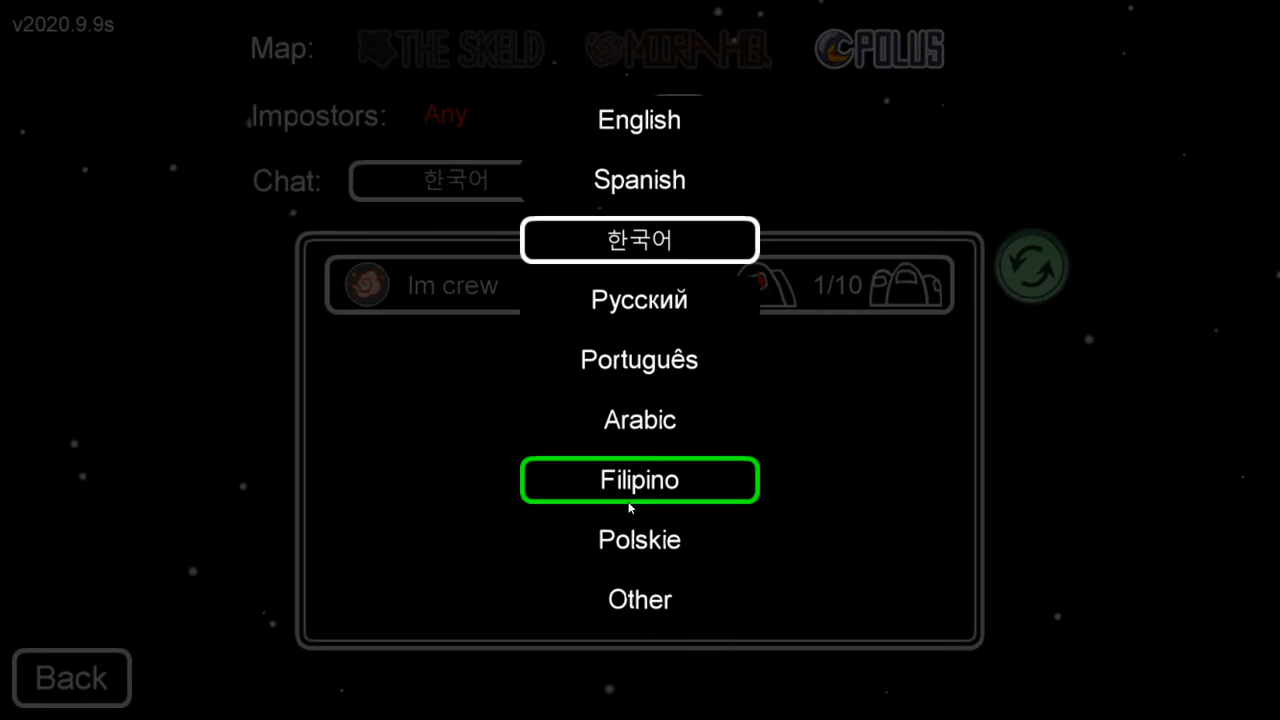 v2020.9.9s
Map: THE SKELD MIRA HQ POLUS
Impostors: Any
Chat: 한국어
English
Spanish
한국어
Русский
Português
Arabic
Filipino
Polskie
Other
Im crew 1/10
Back